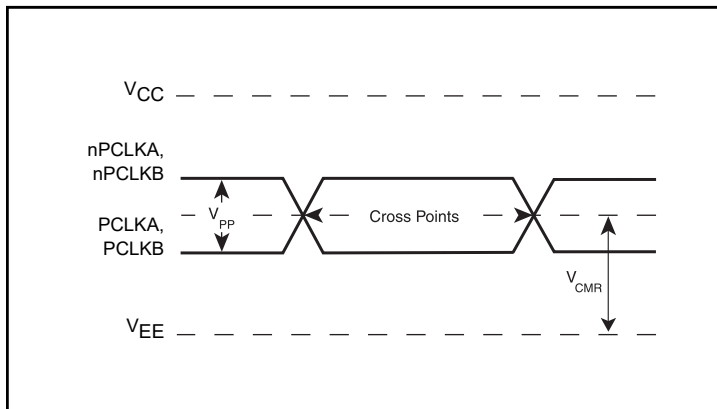 VCC
nPCLKA,
nPCLKB
VPP
Cross Points
PCLKA,
PCLKB
VCMR
VEE